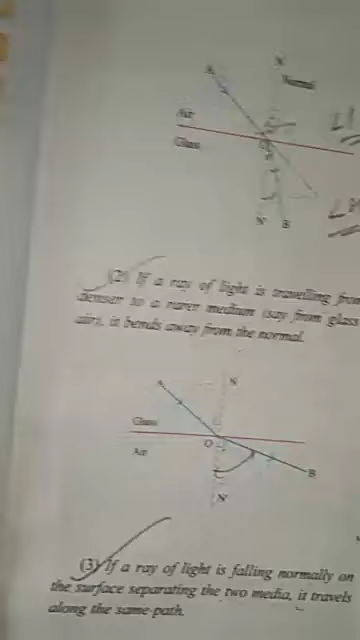 N
A
Normal
Air
Glass
O
N'
B
(2) If a ray of light is travelling from
denser to a rarer medium (say from glass
air), it bends away from the normal.
A
N
Glass
Air
O
r
B
N'
(3) If a ray of light is falling normally on
the surface separating the two media, it travels
along the same path.